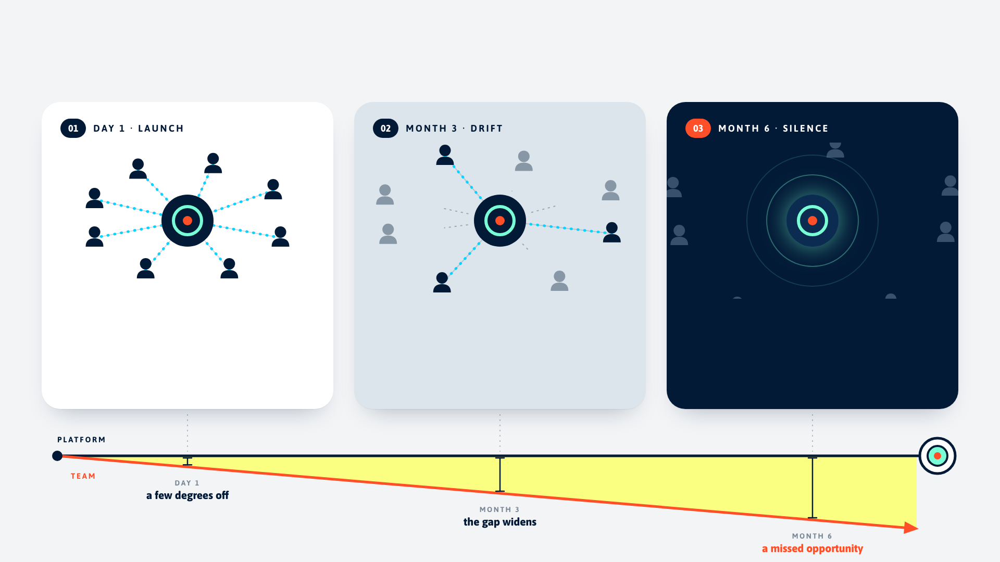 01 DAY 1 · LAUNCH
02 MONTH 3 · DRIFT
03 MONTH 6 · SILENCE
PLATFORM
TEAM
DAY 1
a few degrees off
MONTH 3
the gap widens
MONTH 6
a missed opportunity